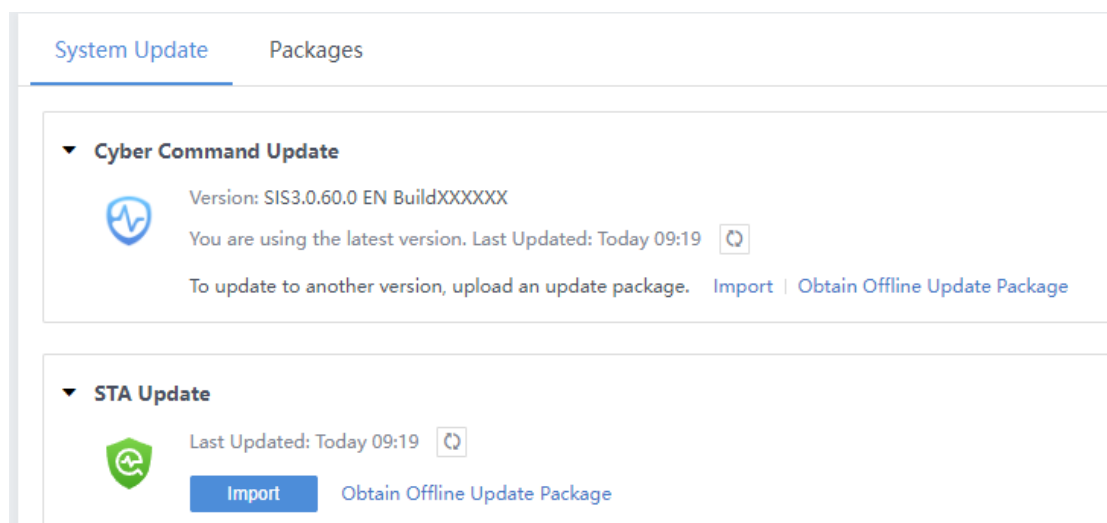 System Update Packages
Cyber Command Update
Version: SIS3.0.60.0 EN BuildXXXXXX
You are using the latest version. Last Updated: Today 09:19
To update to another version, upload an update package. Import | Obtain Offline Update Package
STA Update
Last Updated: Today 09:19
Import Obtain Offline Update Package